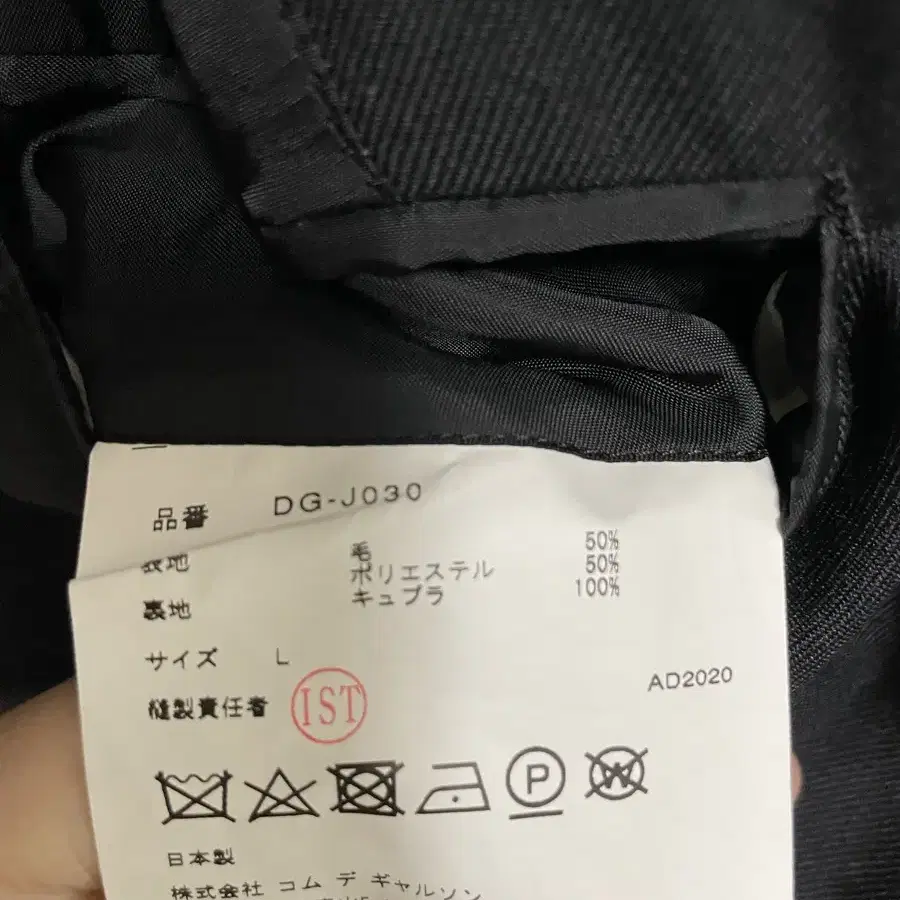 品番 DG-J030
表地 毛 50%
ポリエステル 50%
裏地 キュプラ 100%
サイズ L
AD2020
縫製責任者 IST
P W
日本製
株式会社 コム デ ギャルソン